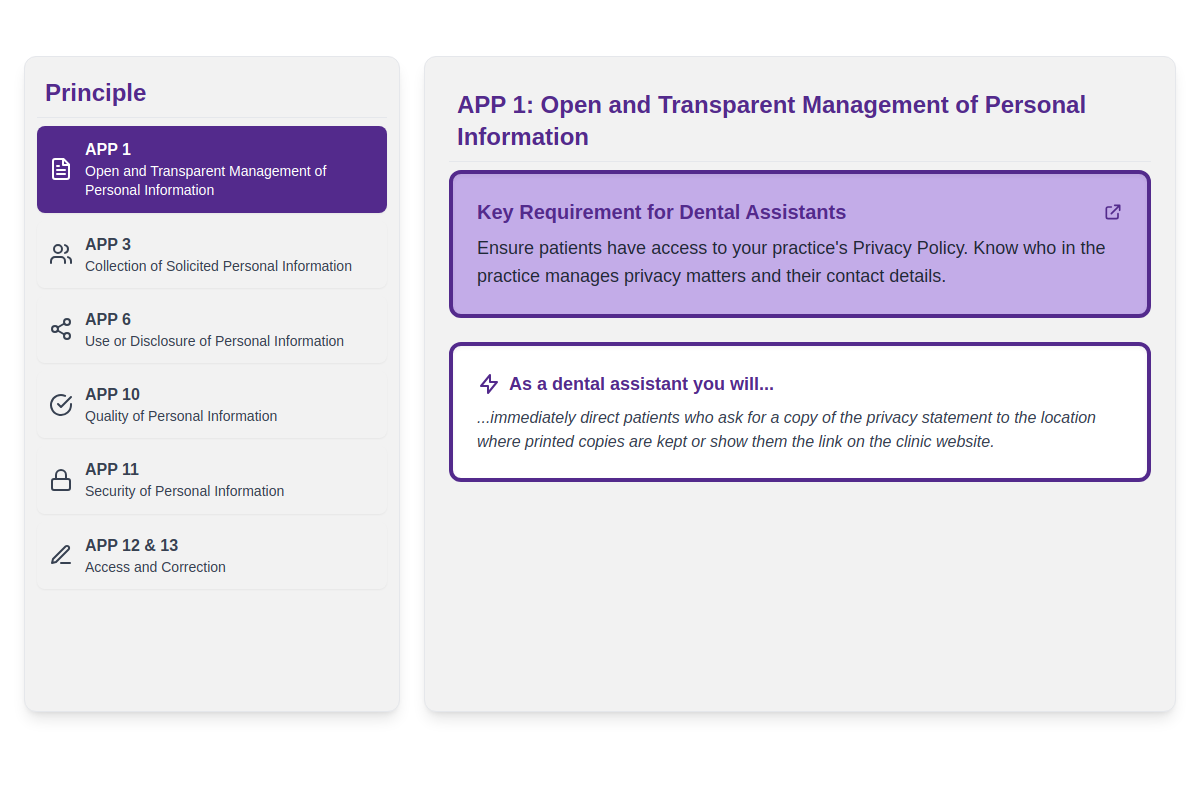 Principle
APP 1
Open and Transparent Management of
Personal Information
APP 3
Collection of Solicited Personal Information
APP 6
Use or Disclosure of Personal Information
APP 10
Quality of Personal Information
APP 11
Security of Personal Information
APP 12 & 13
Access and Correction
APP 1: Open and Transparent Management of Personal
Information
Key Requirement for Dental Assistants
Ensure patients have access to your practice's Privacy Policy. Know who in the
practice manages privacy matters and their contact details.
As a dental assistant you will...
...immediately direct patients who ask for a copy of the privacy statement to the location
where printed copies are kept or show them the link on the clinic website.